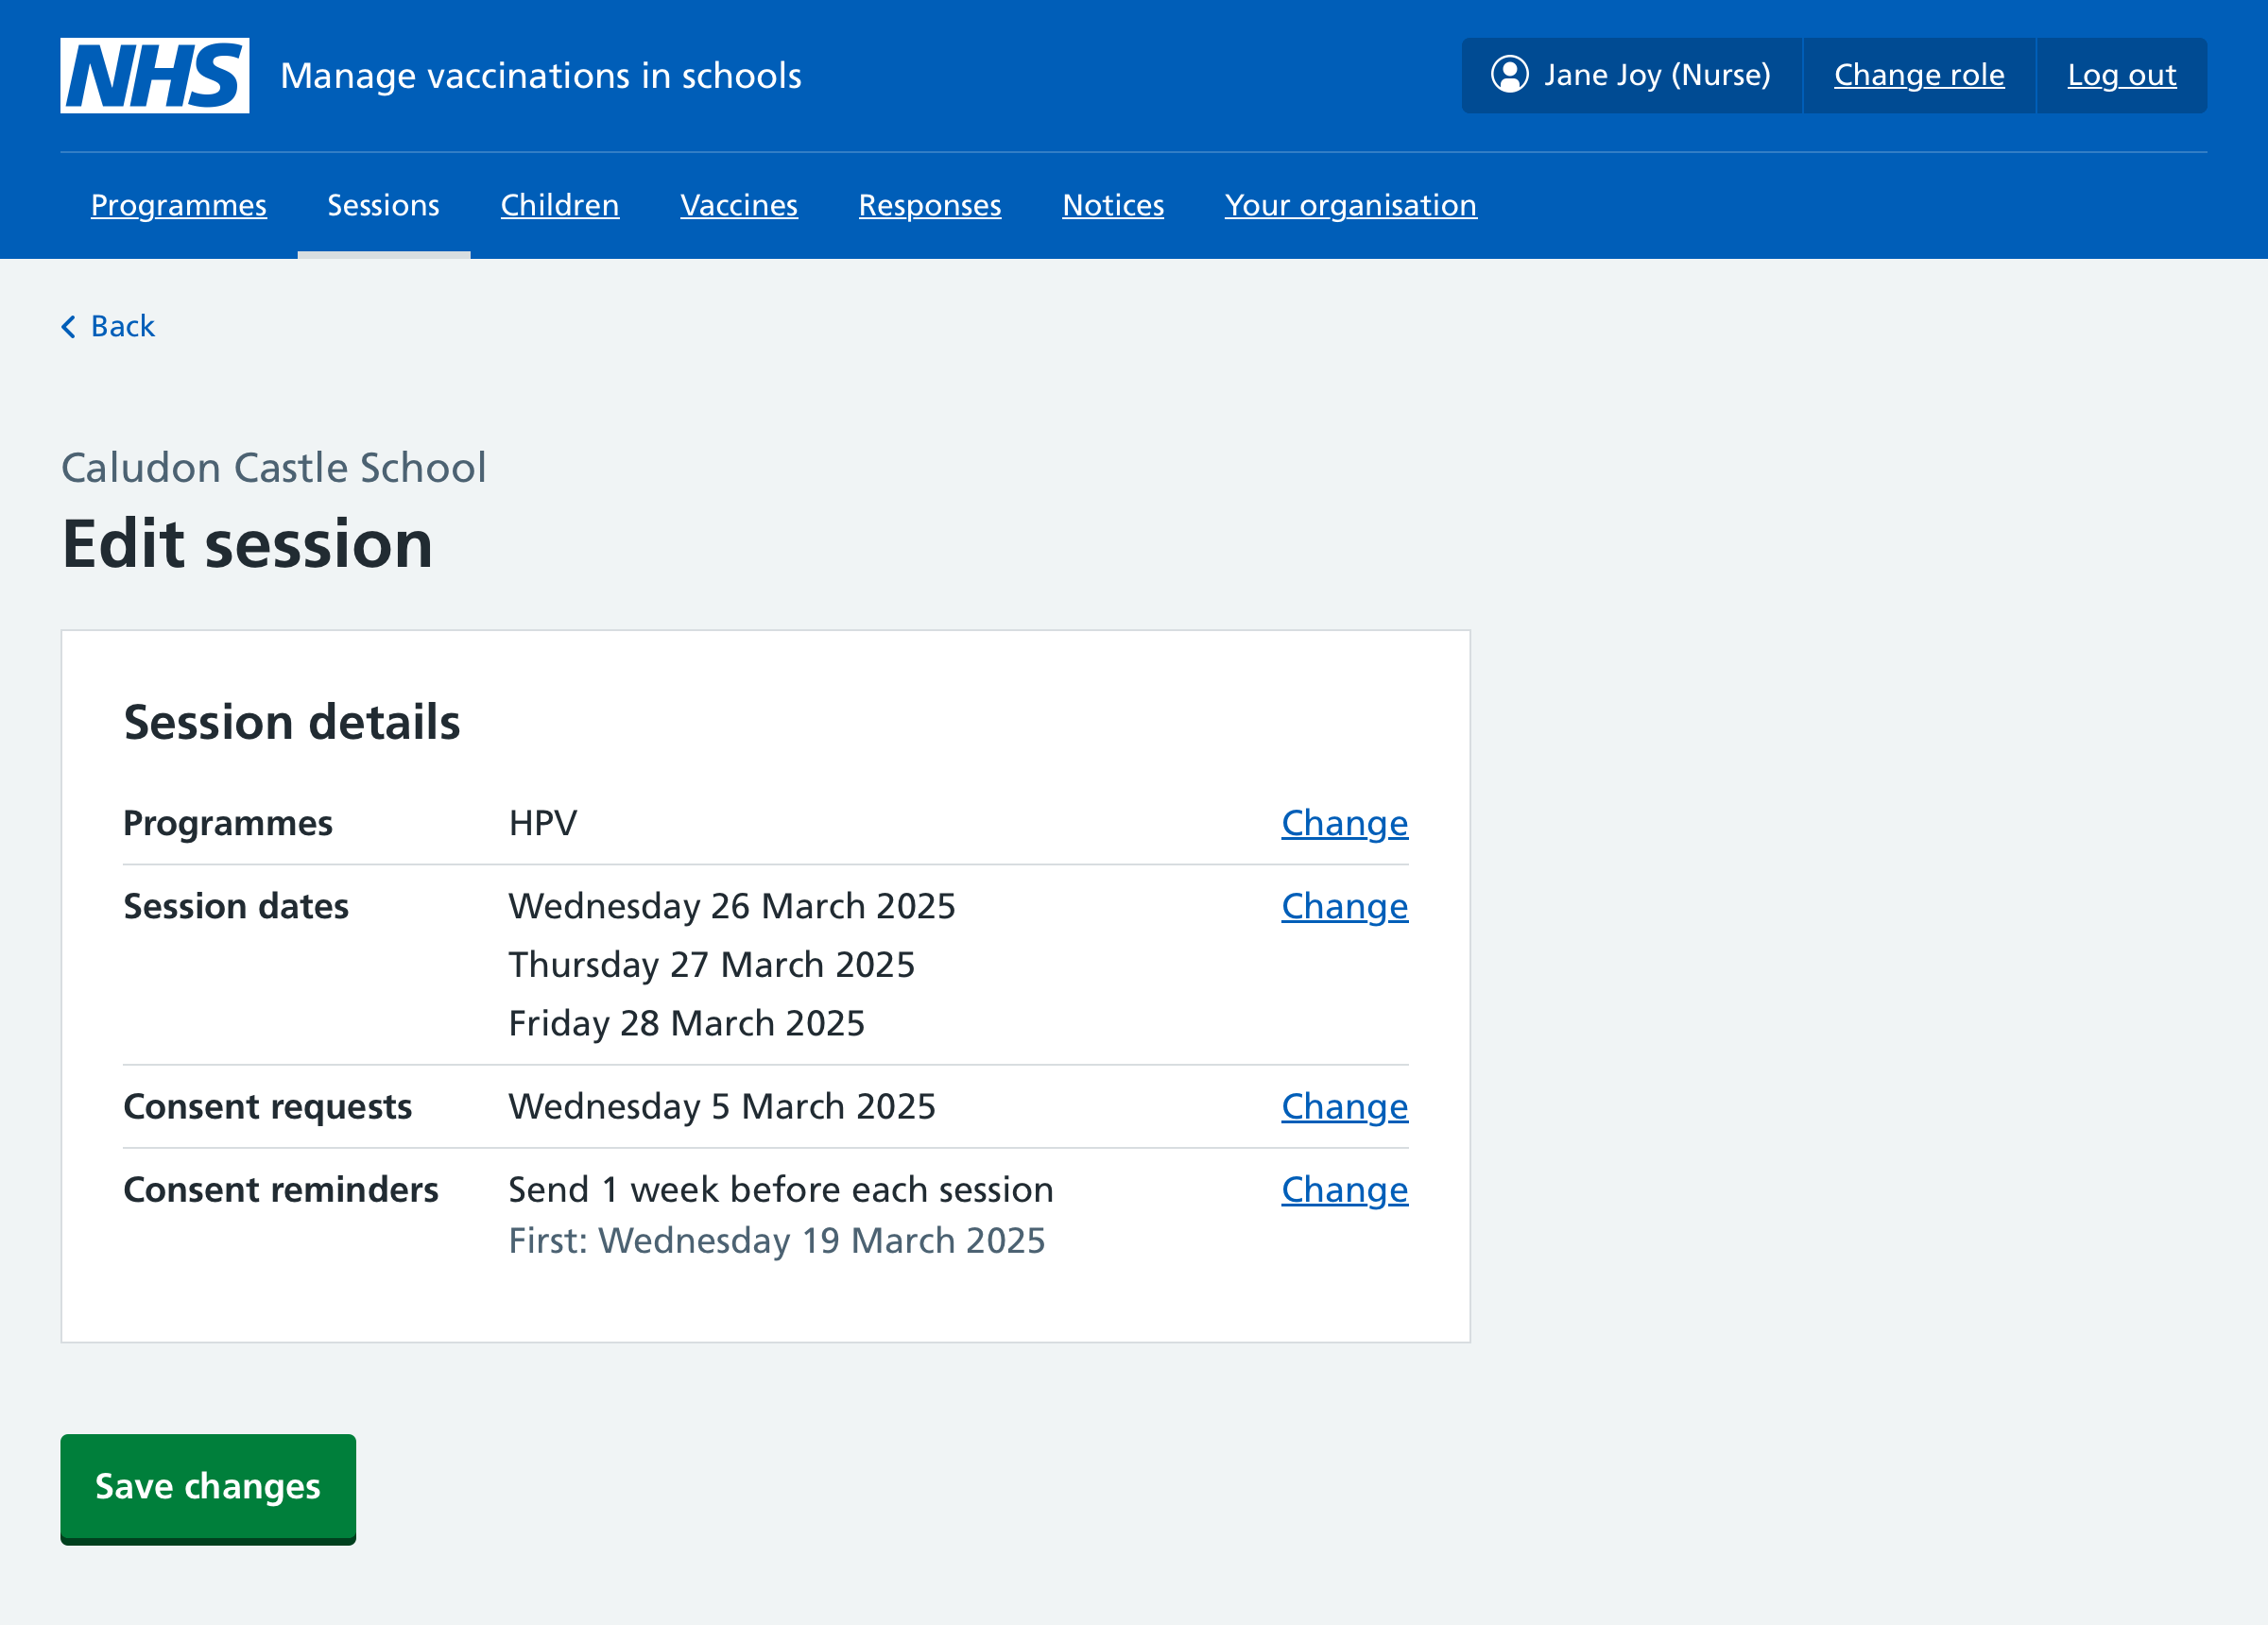 NHS Manage vaccinations in schools
Jane Joy (Nurse) Change role Log out
Programmes Sessions Children Vaccines Responses Notices Your organisation
Back
Caludon Castle School
Edit session
Session details
Programmes HPV Change
Session dates Wednesday 26 March 2025 Change
Thursday 27 March 2025
Friday 28 March 2025
Consent requests Wednesday 5 March 2025 Change
Consent reminders Send 1 week before each session Change
First: Wednesday 19 March 2025
Save changes